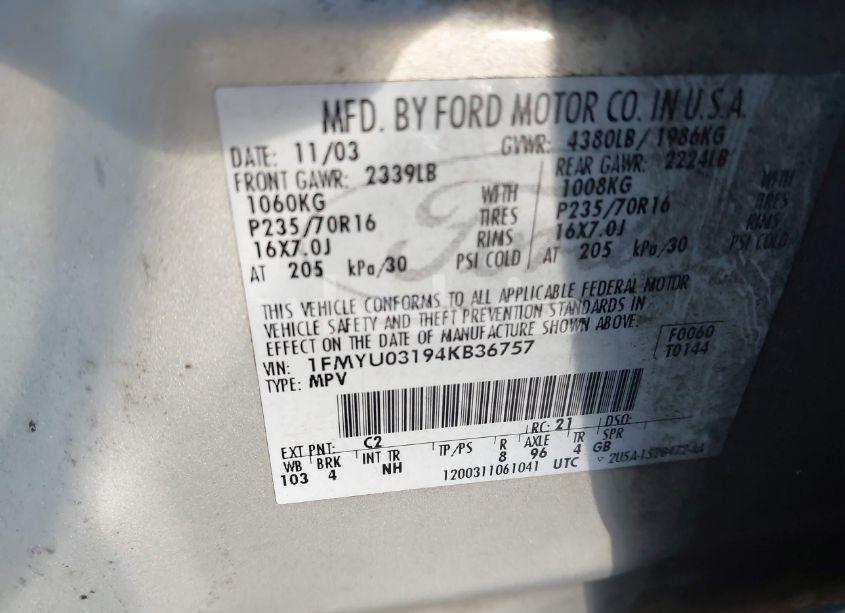 MFD. BY FORD MOTOR CO. IN U.S.A.
DATE: 11/03 GVWR: 4380LB/ 1986KG
FRONT GAWR: 2339LB REAR GAWR: 2224LB
1060KG WITH 1008KG WITH
P235/70R16 TIRES P235/70R16 TIRES
16X7.0J RIMS 16X7.0J RIMS
AT 205 kPa/30 PSI COLD AT 205 kPa/30 PSI COLD
THIS VEHICLE CONFORMS TO ALL APPLICABLE FEDERAL MOTOR
VEHICLE SAFETY AND THEFT PREVENTION STANDARDS IN
EFFECT ON THE DATE OF MANUFACTURE SHOWN ABOVE.
VIN: 1FMYU03194KB36757 F0060
TYPE: MPV T0144
EXT PNT: C2 RC: 21 DSO:
WB BRK INT TR TP/PS R AXLE TR SPR
103 4 NH 8 96 4 GB
1200311061041 UTC